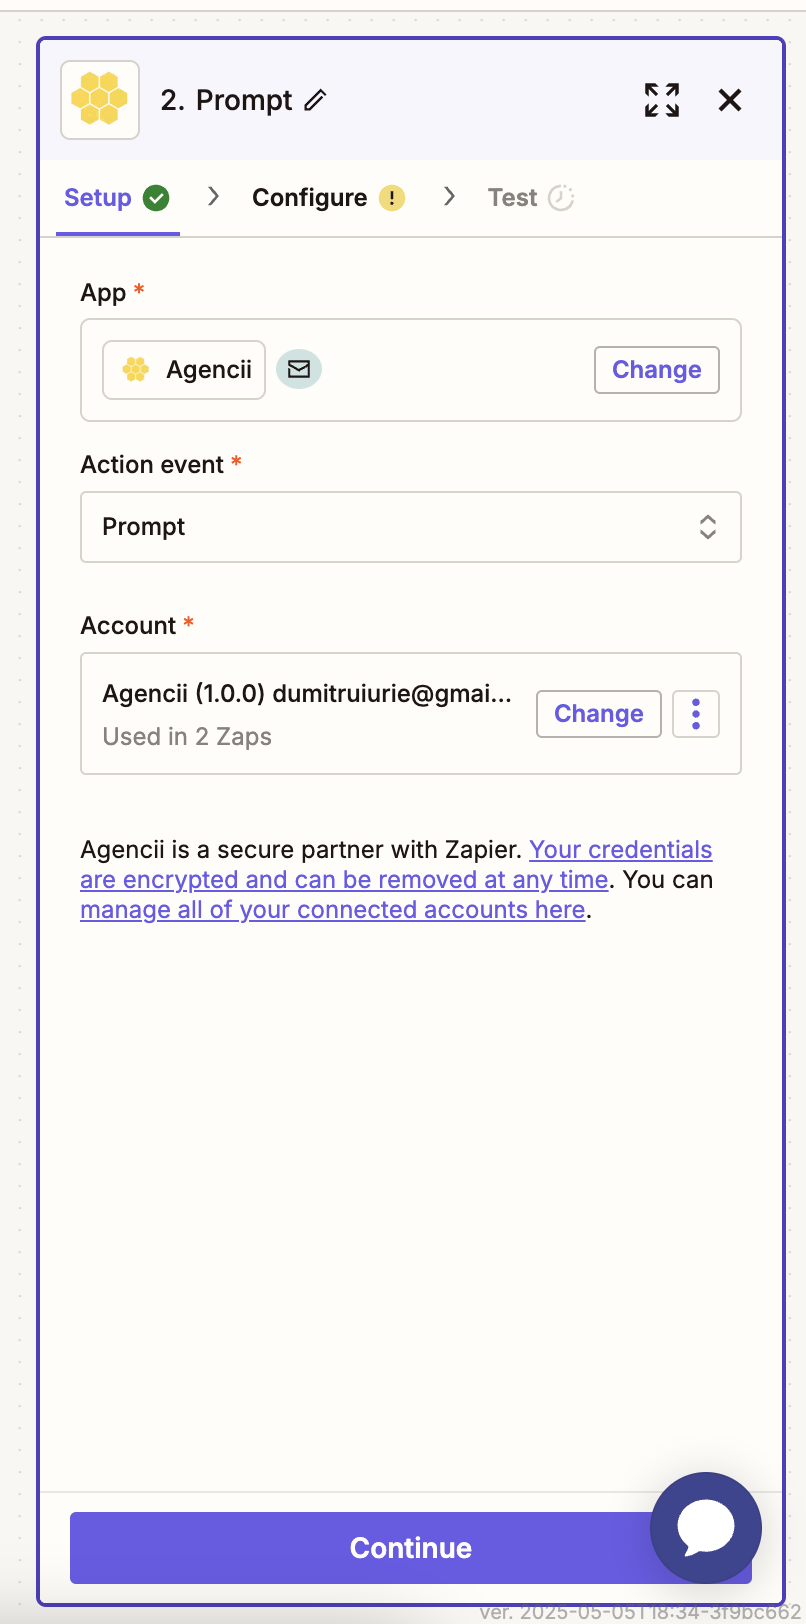 2. Prompt
Setup
Configure
Test
App *
Agencii
Change
Action event *
Prompt
Account *
Agencii (1.0.0) dumitruiurie@gmai...
Used in 2 Zaps
Change
Agencii is a secure partner with Zapier. Your credentials
are encrypted and can be removed at any time. You can
manage all of your connected accounts here.
Continue
ver. 2025-05-05T18:34-3f9bc662